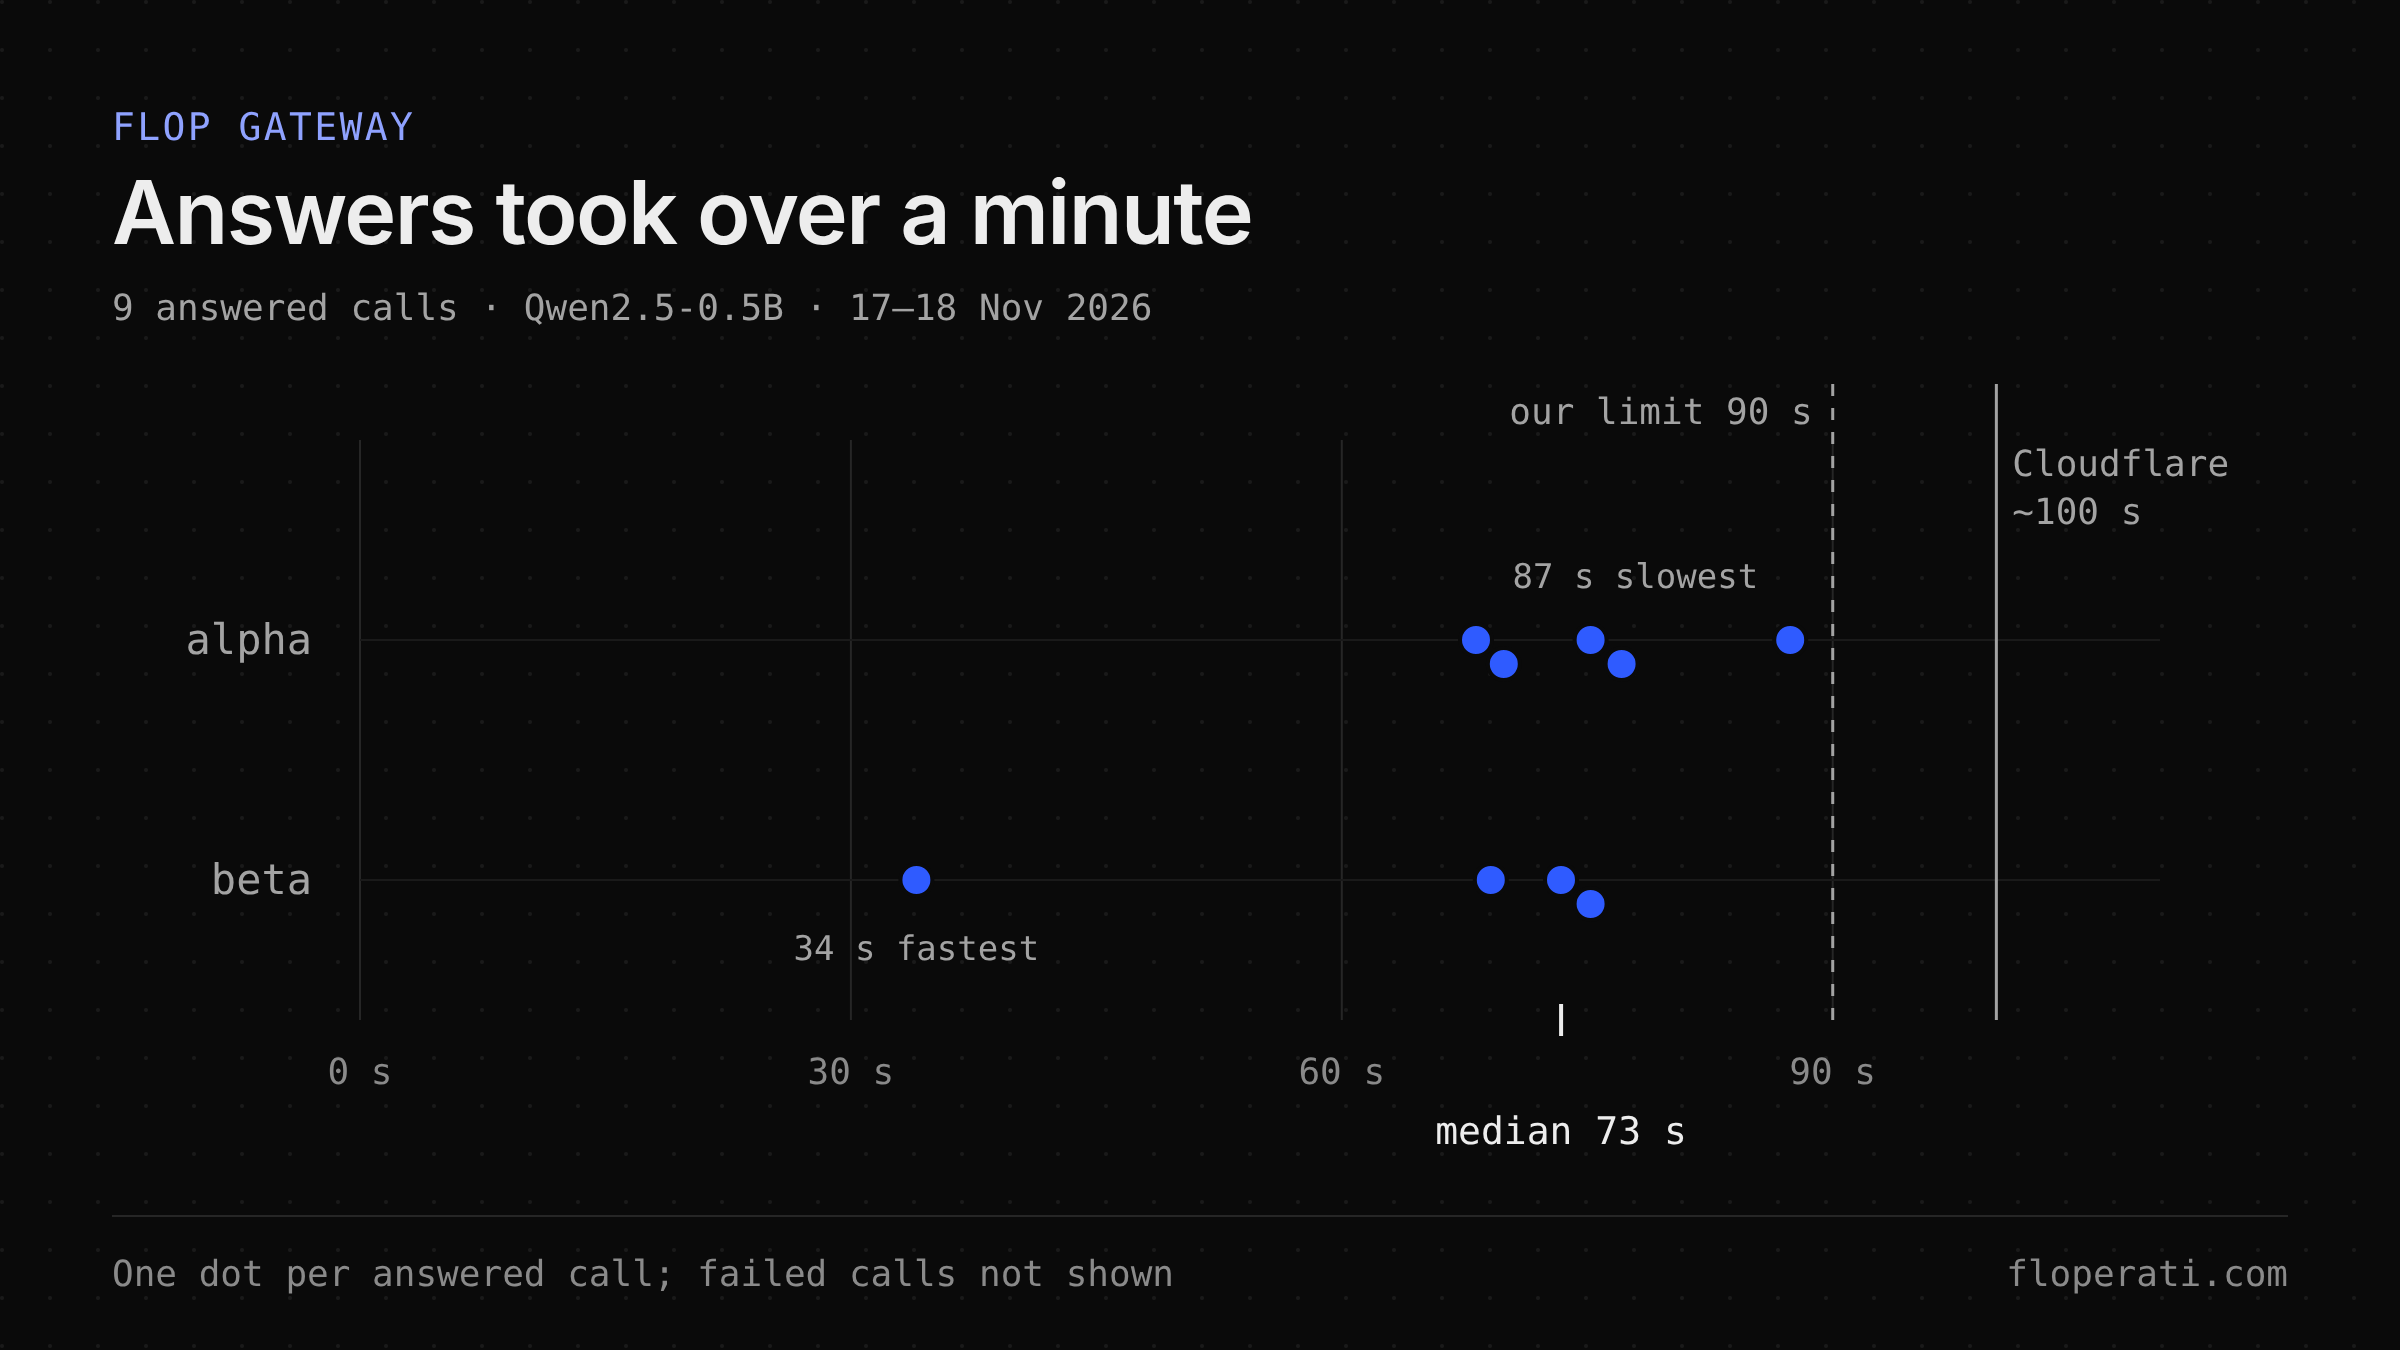 FLOP GATEWAY
Answers took over a minute
9 answered calls · Qwen2.5-0.5B · 17–18 Nov 2026
our limit 90 s
Cloudflare
~100 s
87 s slowest
alpha
beta
34 s fastest
0 s 30 s 60 s 90 s
median 73 s
One dot per answered call; failed calls not shown
floperati.com